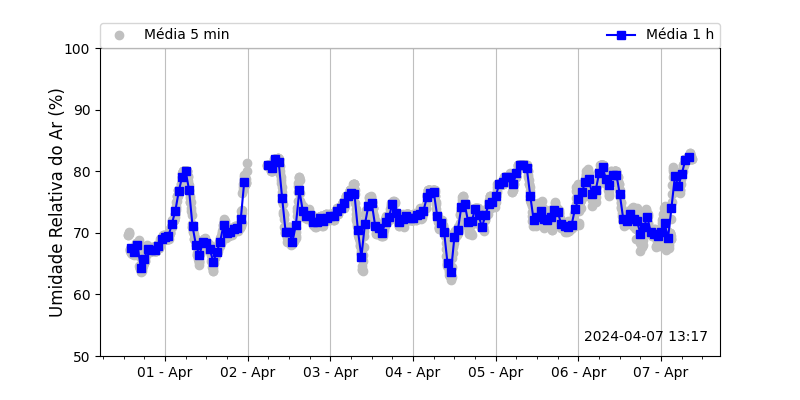 Média 5 min
Média 1 h
Umidade Relativa do Ar (%)
100
90
80
70
60
50
2024-04-07 13:17
01 - Apr
02 - Apr
03 - Apr
04 - Apr
05 - Apr
06 - Apr
07 - Apr